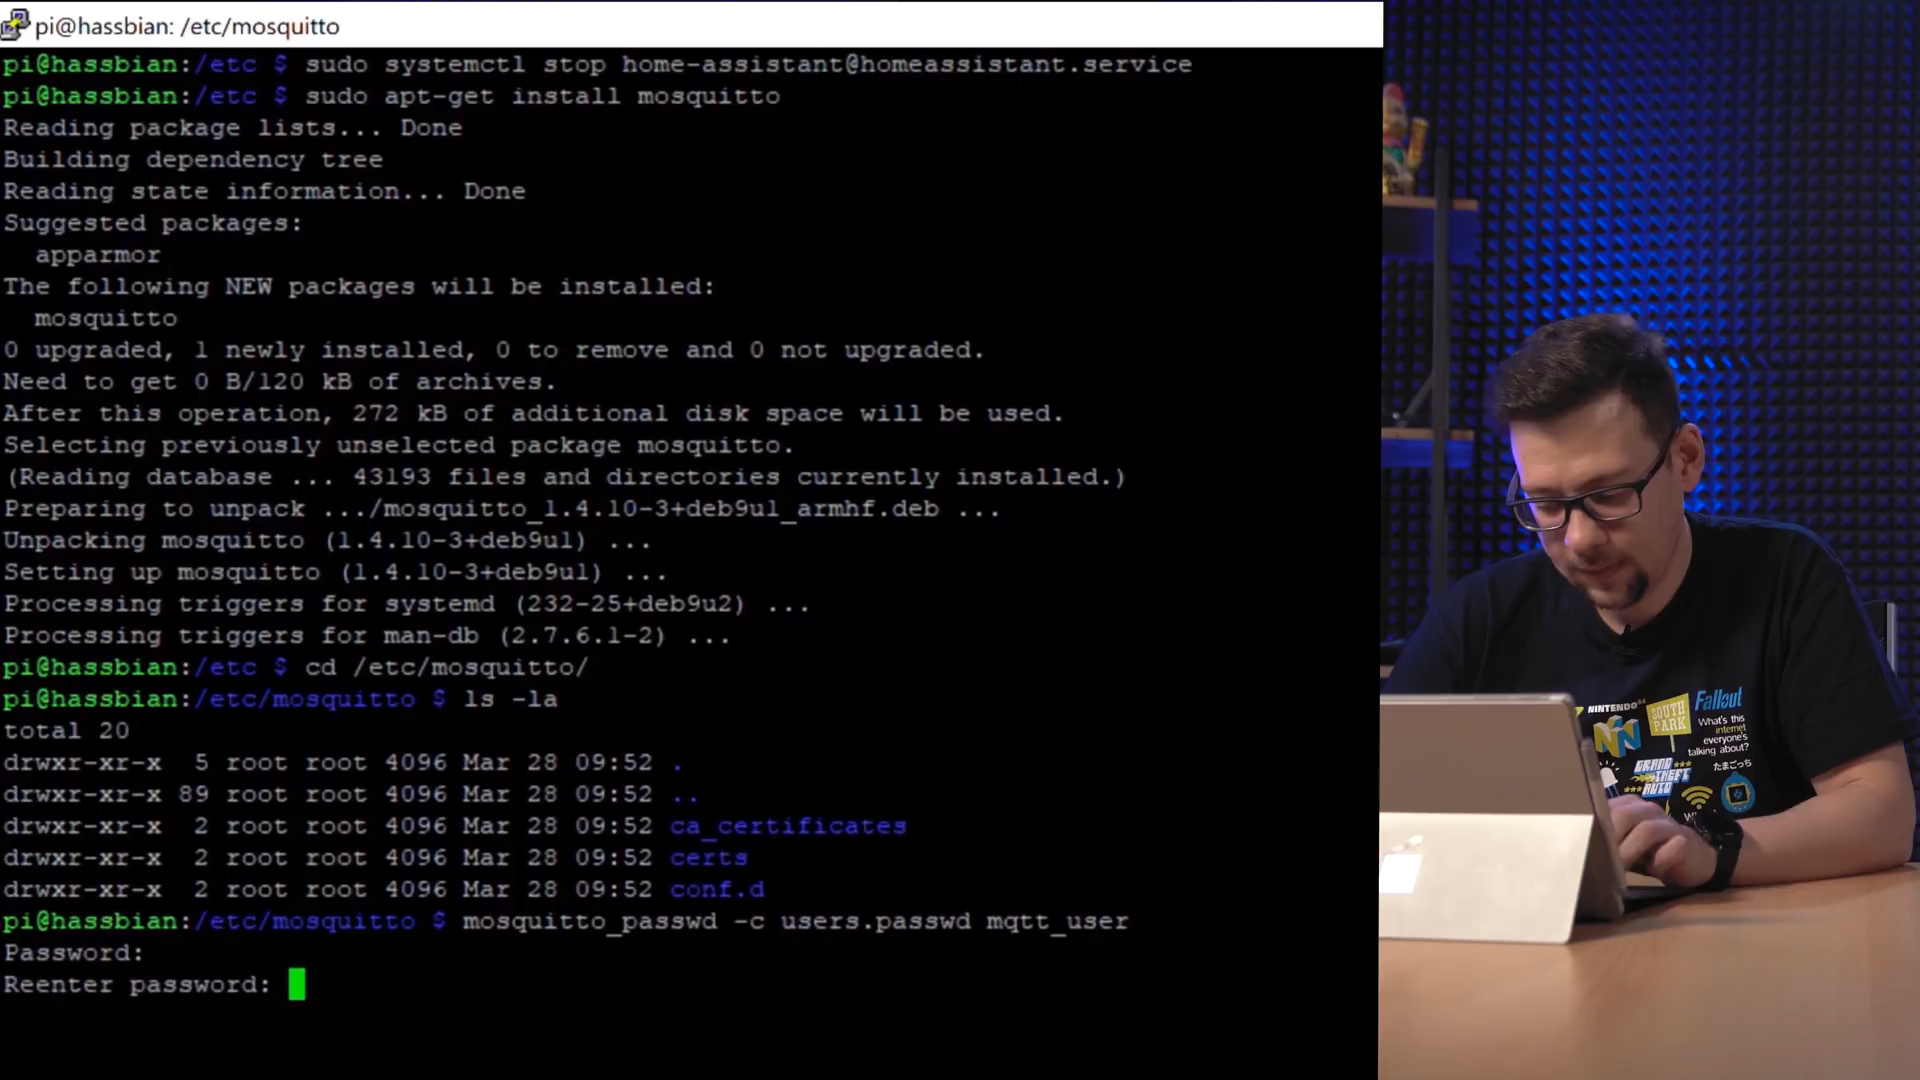 pi@hassbian: /etc/mosquitto
pi@hassbian:/etc $ sudo systemctl stop home-assistant@homeassistant.service
pi@hassbian:/etc $ sudo apt-get install mosquitto
Reading package lists... Done
Building dependency tree
Reading state information... Done
Suggested packages:
  apparmor
The following NEW packages will be installed:
  mosquitto
0 upgraded, 1 newly installed, 0 to remove and 0 not upgraded.
Need to get 0 B/120 kB of archives.
After this operation, 272 kB of additional disk space will be used.
Selecting previously unselected package mosquitto.
(Reading database ... 43193 files and directories currently installed.)
Preparing to unpack .../mosquitto_1.4.10-3+deb9u1_armhf.deb ...
Unpacking mosquitto (1.4.10-3+deb9u1) ...
Setting up mosquitto (1.4.10-3+deb9u1) ...
Processing triggers for systemd (232-25+deb9u2) ...
Processing triggers for man-db (2.7.6.1-2) ...
pi@hassbian:/etc $ cd /etc/mosquitto/
pi@hassbian:/etc/mosquitto $ ls -la
total 20
drwxr-xr-x  5 root root 4096 Mar 28 09:52 .
drwxr-xr-x 89 root root 4096 Mar 28 09:52 ..
drwxr-xr-x  2 root root 4096 Mar 28 09:52 ca_certificates
drwxr-xr-x  2 root root 4096 Mar 28 09:52 certs
drwxr-xr-x  2 root root 4096 Mar 28 09:52 conf.d
pi@hassbian:/etc/mosquitto $ mosquitto_passwd -c users.passwd mqtt_user
Password:
Reenter password:
NINTENDO64
SOUTH
PARK
Fallout
What's this
internet
everyone's
talking about?
GRAND
THEFT
AUTO
たまごっち